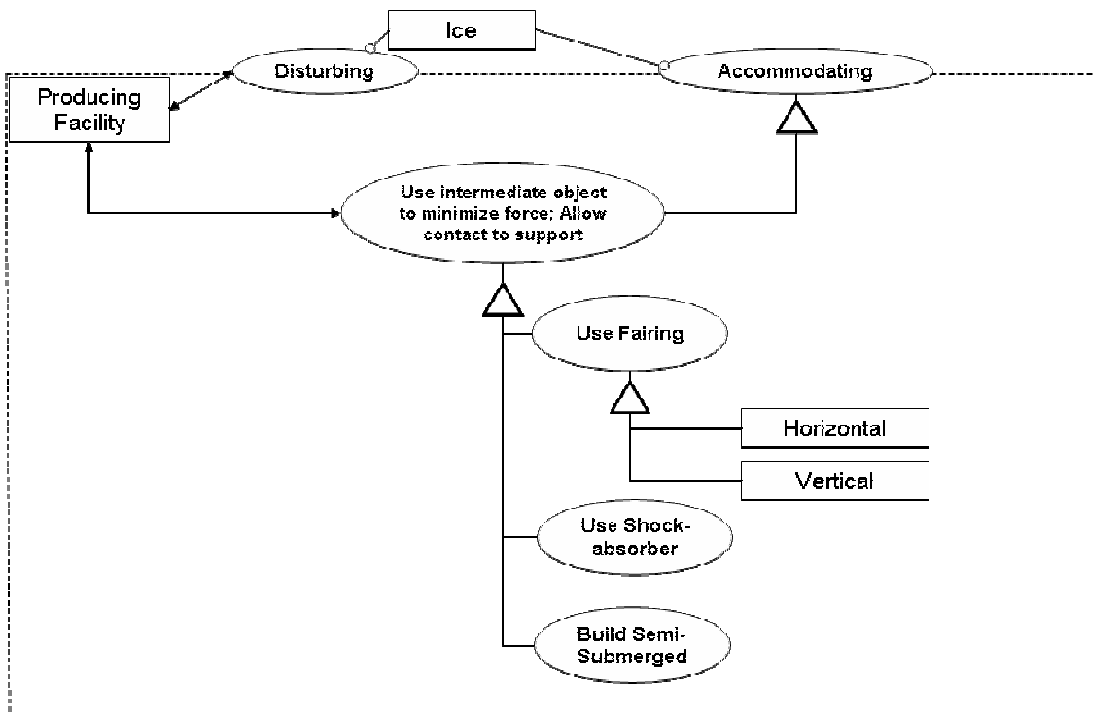 Ice
Disturbing
Accommodating
Producing
Facility
Use intermediate object
to minimize force; Allow
contact to support
Use Fairing
Horizontal
Vertical
Use Shock-
absorber
Build Semi-
Submerged